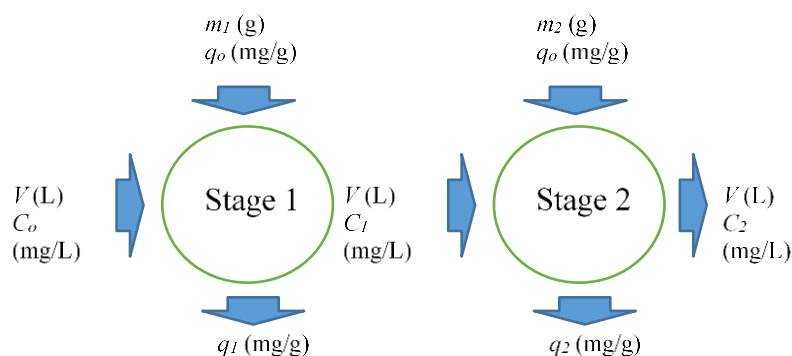 m1 (g)
qo (mg/g)
m2 (g)
qo (mg/g)
V (L)
Co
(mg/L)
Stage 1
V (L)
C1
(mg/L)
Stage 2
V (L)
C2
(mg/L)
q1 (mg/g)
q2 (mg/g)